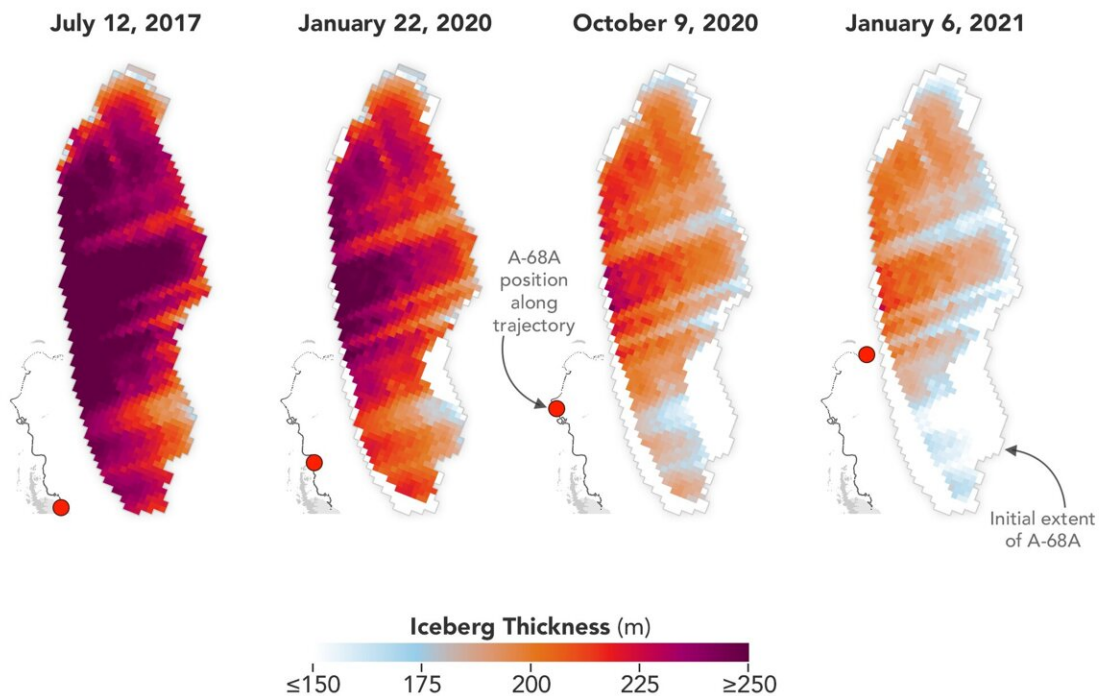 July 12, 2017
January 22, 2020
October 9, 2020
January 6, 2021
A-68A
position
along
trajectory
Initial extent
of A-68A
Iceberg Thickness (m)
≤150 175 200 225 ≥250